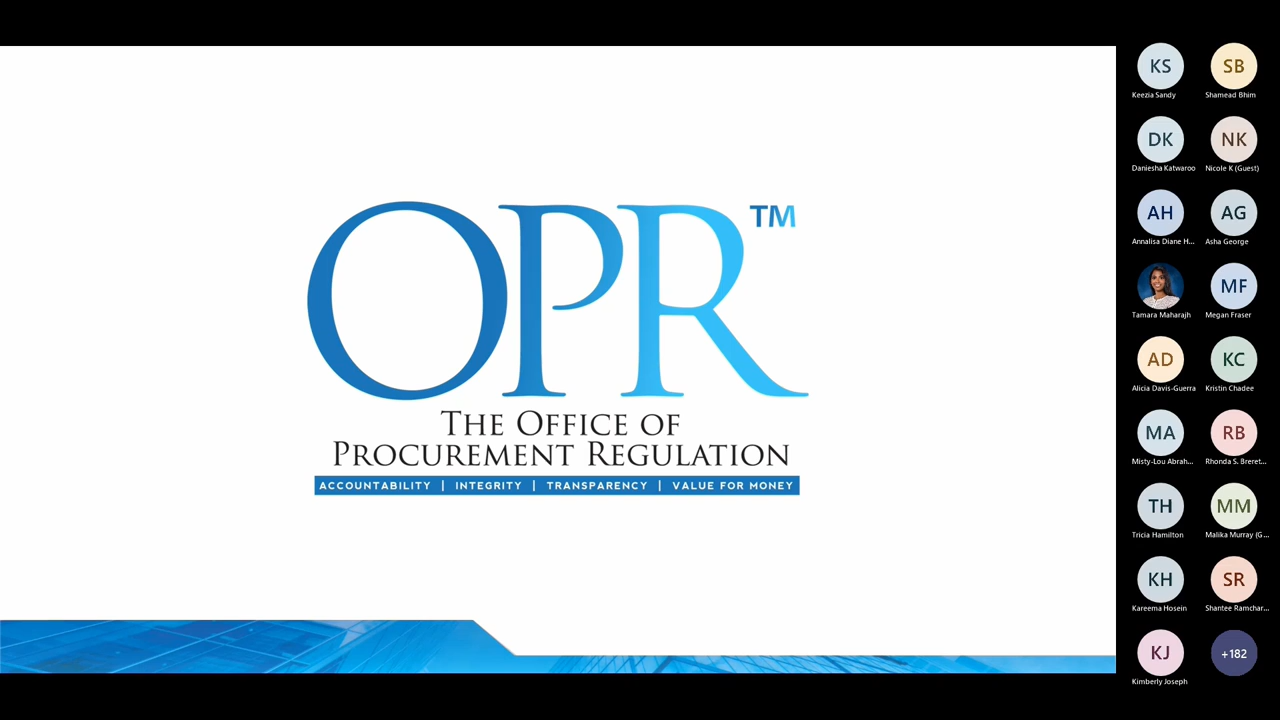 OPR™
THE OFFICE OF
PROCUREMENT REGULATION
ACCOUNTABILITY | INTEGRITY | TRANSPARENCY | VALUE FOR MONEY
KS SB
Keezia Sandy Shamead Bhim
DK NK
Daniesha Katwaroo Nicole K (Guest)
AH AG
Annalisa Diane H... Asha George
MF
Tamara Maharajh Megan Fraser
AD KC
Alicia Davis-Guerra Kristin Chadee
MA RB
Misty-Lou Abrah... Rhonda S. Breret...
TH MM
Tricia Hamilton Malika Murray (G...
KH SR
Kareema Hosein Shantee Ramchar...
KJ +182
Kimberly Joseph